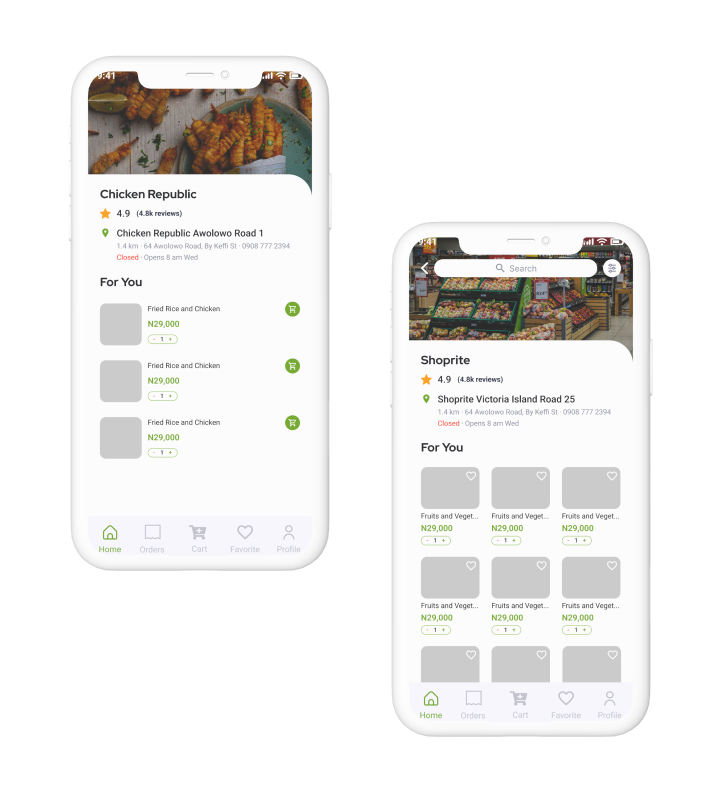 9:41
Chicken Republic
4.9 (4.8k reviews)
Chicken Republic Awolowo Road 1
1.4 km · 64 Awolowo Road, By Keffi St · 0908 777 2394
Closed · Opens 8 am Wed
For You
Fried Rice and Chicken
N29,000
- 1 +
Fried Rice and Chicken
N29,000
- 1 +
Fried Rice and Chicken
N29,000
- 1 +
Home Orders Cart Favorite Profile
9:41
Search
Shoprite
4.9 (4.8k reviews)
Shoprite Victoria Island Road 25
1.4 km · 64 Awolowo Road, By Keffi St · 0908 777 2394
Closed · Opens 8 am Wed
For You
Fruits and Veget... Fruits and Veget... Fruits and Veget...
N29,000 N29,000 N29,000
- 1 + - 1 + - 1 +
Fruits and Veget... Fruits and Veget... Fruits and Veget...
N29,000 N29,000 N29,000
- 1 + - 1 + - 1 +
Home Orders Cart Favorite Profile